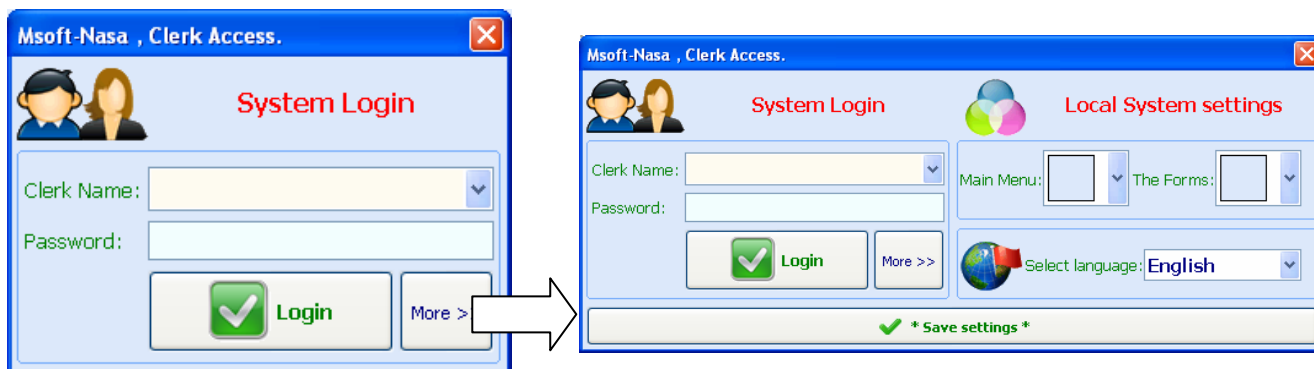 Msoft-Nasa , Clerk Access.
System Login
Clerk Name:
Password:
Login
More >
Msoft-Nasa , Clerk Access.
System Login
Local System settings
Clerk Name:
Main Menu:
The Forms:
Password:
Login
More >>
Select language: English
* Save settings *